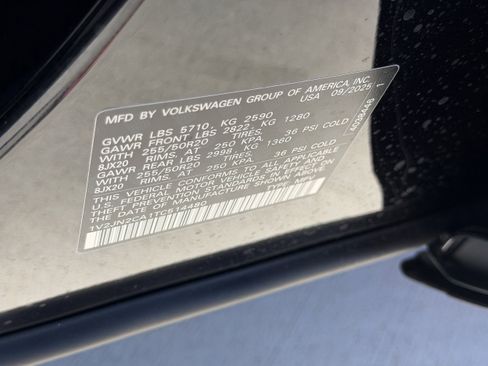 MFD BY VOLKSWAGEN GROUP OF AMERICA, INC.
USA 09/2025
GVWR LBS 5710, KG 2590
GAWR FRONT LBS 2822, KG 1280
WITH 255/50R20 TIRES,
8JX20 RIMS, AT 250 KPA, 36 PSI COLD
GAWR REAR LBS 2998, KG 1360
WITH 255/50R20 TIRES,
8JX20 RIMS, AT 250 KPA, 36 PSI COLD
THIS VEHICLE CONFORMS TO ALL APPLICABLE
U.S. FEDERAL MOTOR VEHICLE SAFETY AND
THEFT PREVENTION STANDARDS IN EFFECT ON
THE DATE OF MANUFACTURE SHOWN ABOVE.
1V2JN2CA1TC514480 TYPE: MPV